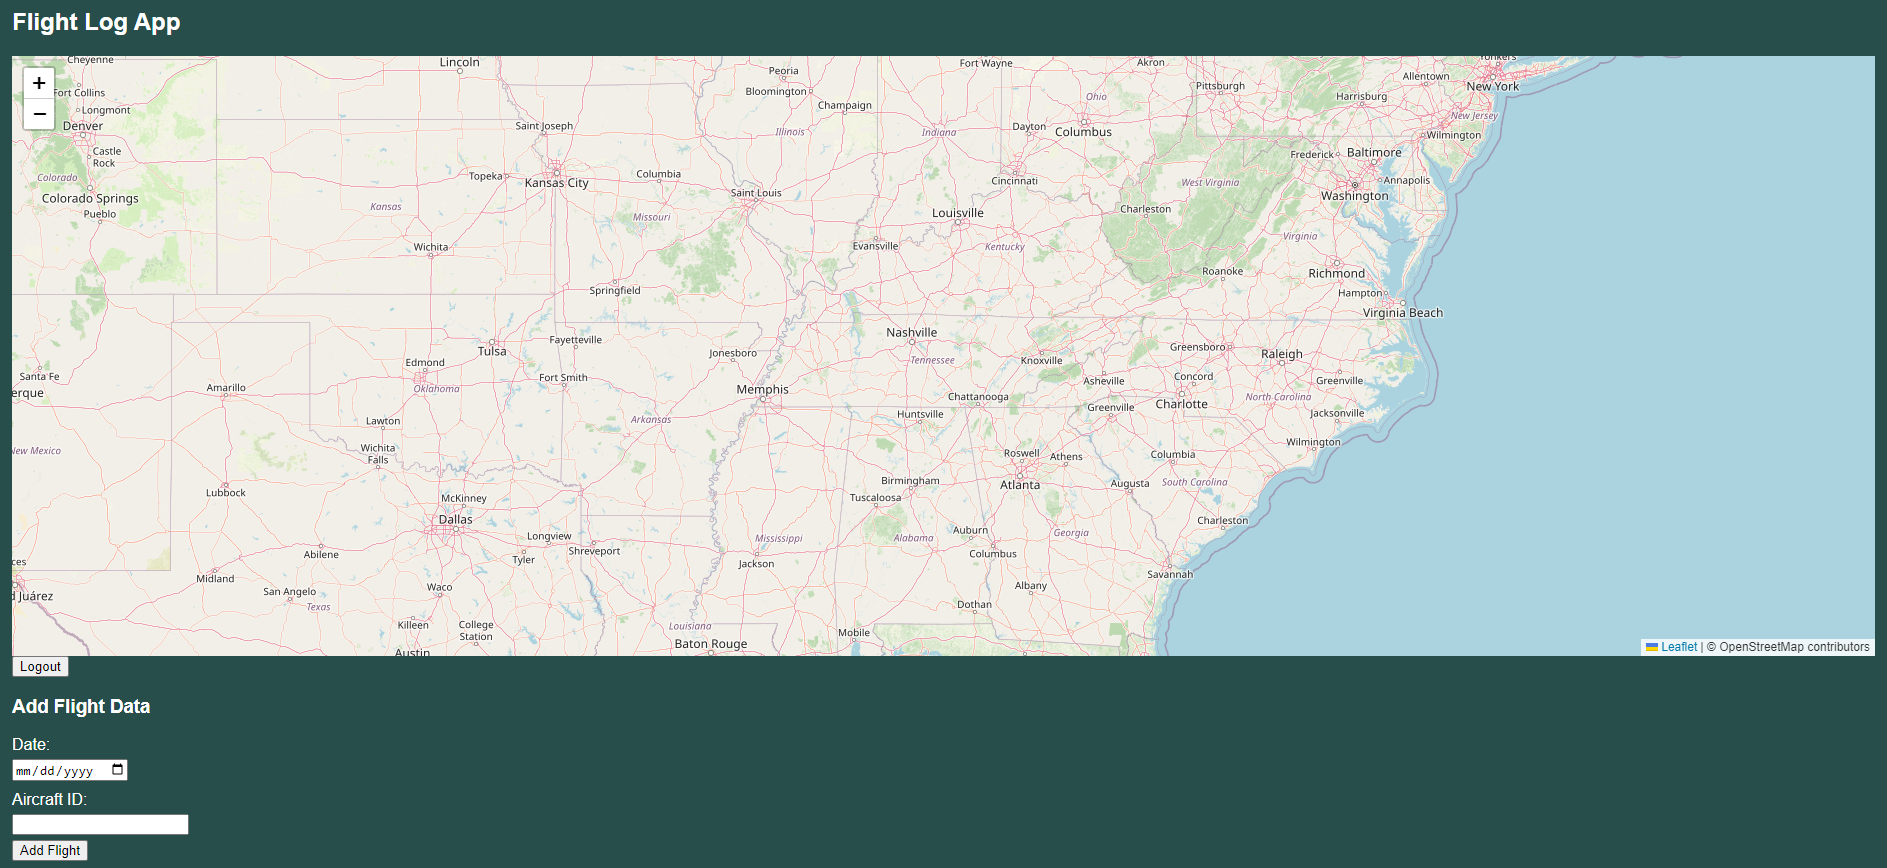 Flight Log App
+
−
Cheyenne
Lincoln
Peoria
Fort Wayne
Akron
Yonkers
Fort Collins
Bloomington
Pittsburgh
Allentown
New York
Longmont
Champaign
Ohio
Harrisburg
Denver
Saint Joseph
Illinois
Indiana
Dayton
Columbus
New Jersey
Wilmington
Castle
Rock
Frederick
Baltimore
Colorado
Topeka
Kansas City
Columbia
Cincinnati
West Virginia
Annapolis
Colorado Springs
Saint Louis
Washington
Pueblo
Kansas
Missouri
Louisville
Charleston
Wichita
Evansville
Kentucky
Virginia
Springfield
Roanoke
Richmond
Hampton
Virginia Beach
Tulsa
Fayetteville
Nashville
Jonesboro
Tennessee
Knoxville
Greensboro
Raleigh
Santa Fe
Edmond
Fort Smith
Asheville
Concord
Greenville
erque
Amarillo
Oklahoma
Memphis
Chattanooga
Charlotte
North Carolina
Lawton
Arkansas
Huntsville
Greenville
Jacksonville
New Mexico
Wichita
Falls
Roswell
Athens
Columbia
Wilmington
Lubbock
McKinney
Birmingham
Atlanta
Augusta
South Carolina
Dallas
Tuscaloosa
Charleston
Abilene
Longview
Tyler
Shreveport
Mississippi
Alabama
Auburn
Georgia
Columbus
ces
Midland
Waco
Jackson
Savannah
d Juárez
San Angelo
Texas
Albany
Killeen
College
Station
Louisiana
Dothan
Austin
Baton Rouge
Mobile
Leaflet | © OpenStreetMap contributors
Logout
Add Flight Data
Date:
mm/dd/yyyy
Aircraft ID:
Add Flight